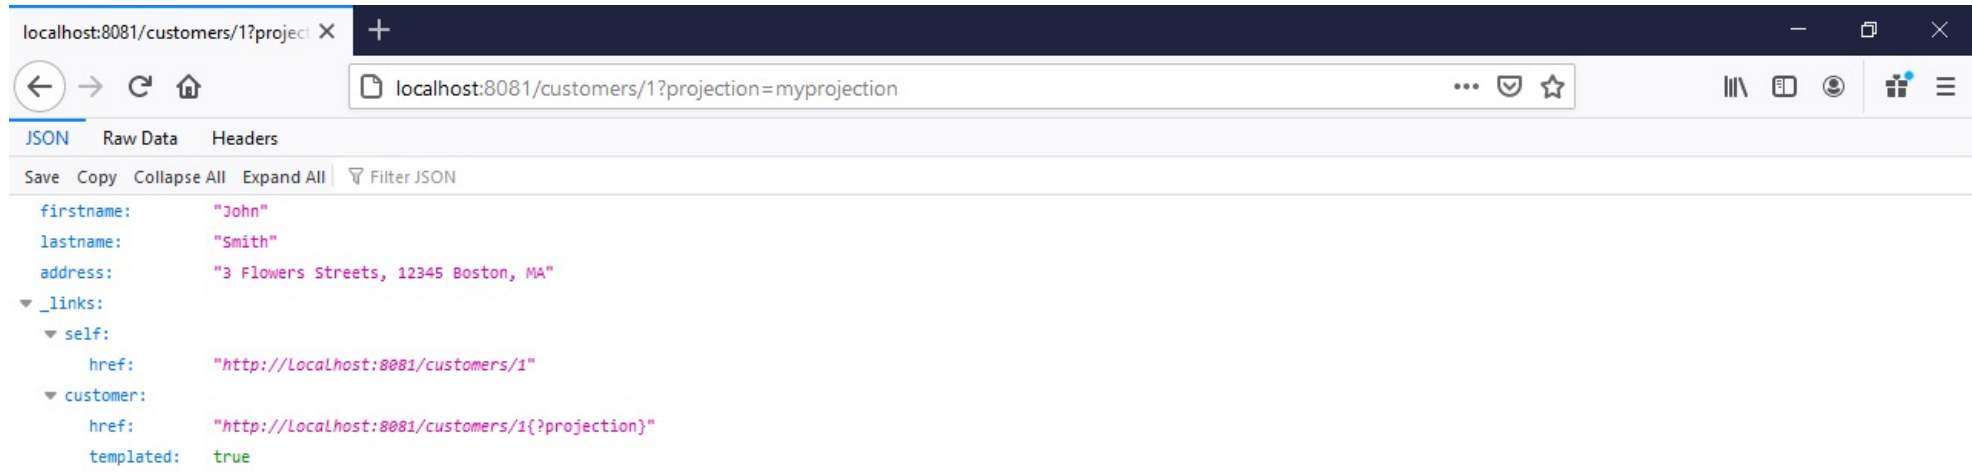 localhost:8081/customers/1?project
localhost:8081/customers/1?projection=myprojection
JSON Raw Data Headers
Save Copy Collapse All Expand All Filter JSON
firstname: "John"
lastname: "Smith"
address: "3 Flowers Streets, 12345 Boston, MA"
_links:
self:
href: "http://localhost:8081/customers/1"
customer:
href: "http://localhost:8081/customers/1{?projection}"
templated: true